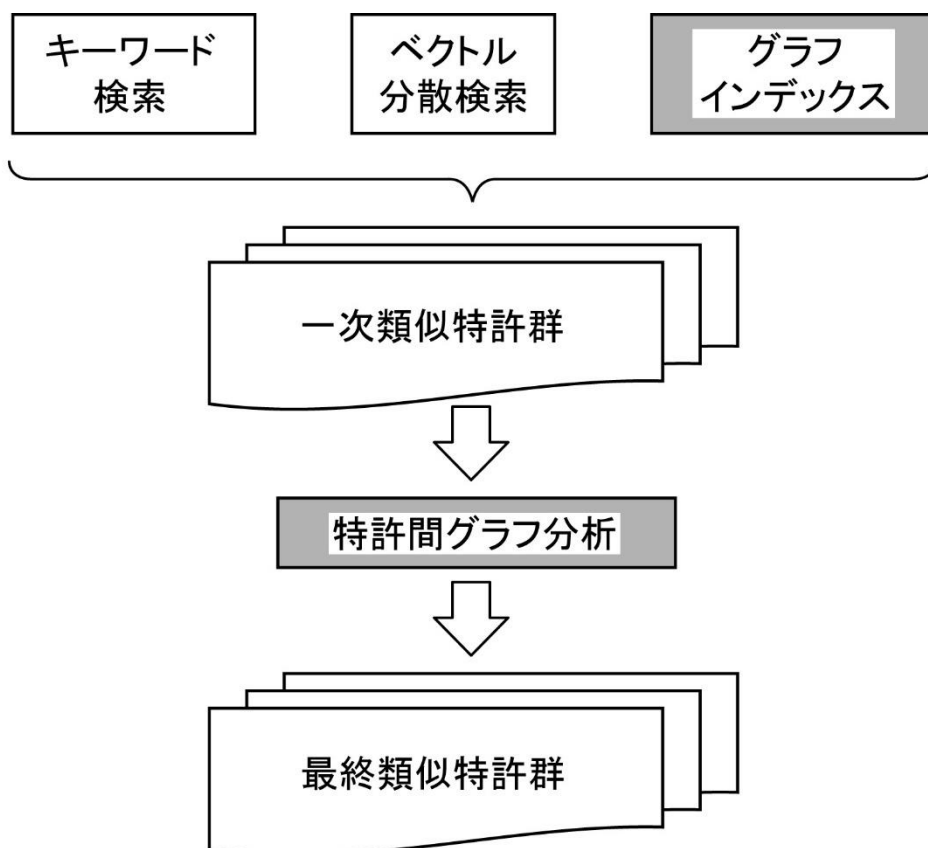 キーワード
検索
ベクトル
分散検索
グラフ
インデックス
一次類似特許群
特許間グラフ分析
最終類似特許群